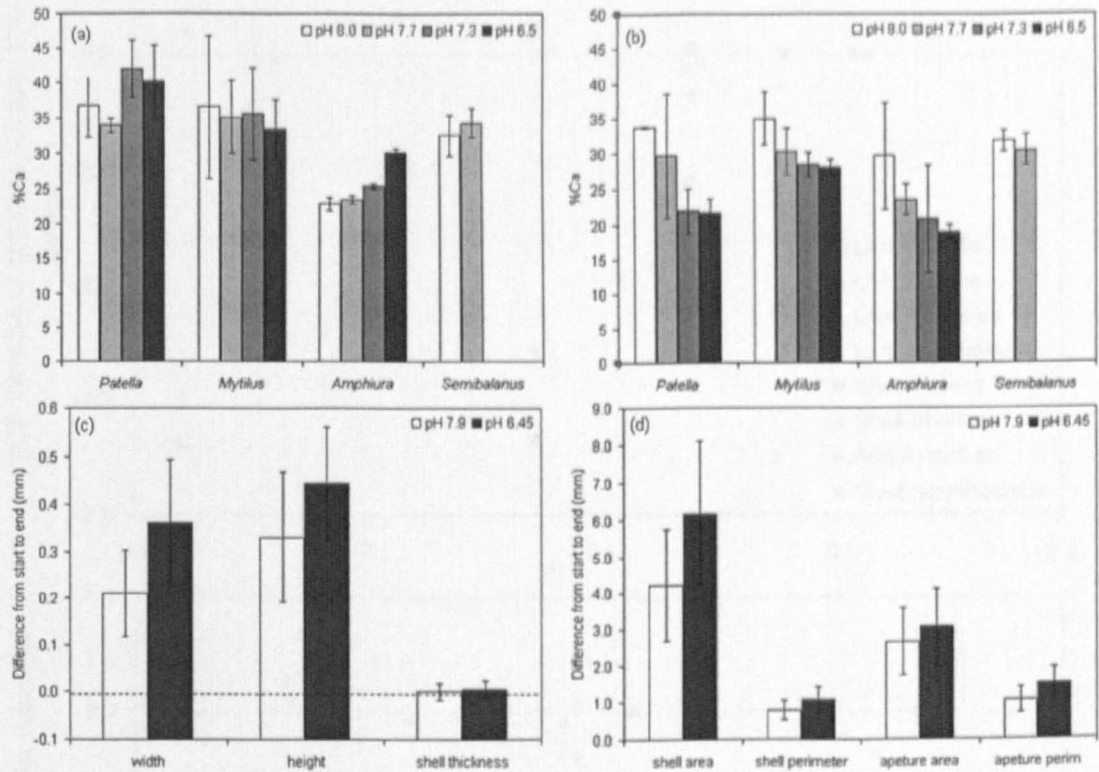 (a)
pH 8.0 pH 7.7 pH 7.3 pH 6.5
50
45
40
35
30
25
20
15
10
5
0
%Ca
Patella Mytilus Amphiura Semibalanus
(b)
pH 8.0 pH 7.7 pH 7.3 pH 6.5
50
45
40
35
30
25
20
15
10
5
0
%Ca
Patella Mytilus Amphiura Semibalanus
(c)
pH 7.9 pH 6.45
0.8
0.5
0.4
0.3
0.2
0.1
0.0
-0.1
Difference from start to end (mm)
width height shell thickness
(d)
pH 7.9 pH 6.45
9.0
8.0
7.0
6.0
5.0
4.0
3.0
2.0
1.0
0.0
Difference from start to end (mm)
shell area shell perimeter apeture area apeture perim